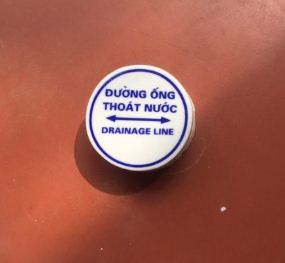 ĐƯỜNG ỐNG
THOÁT NƯỚC
DRAINAGE LINE